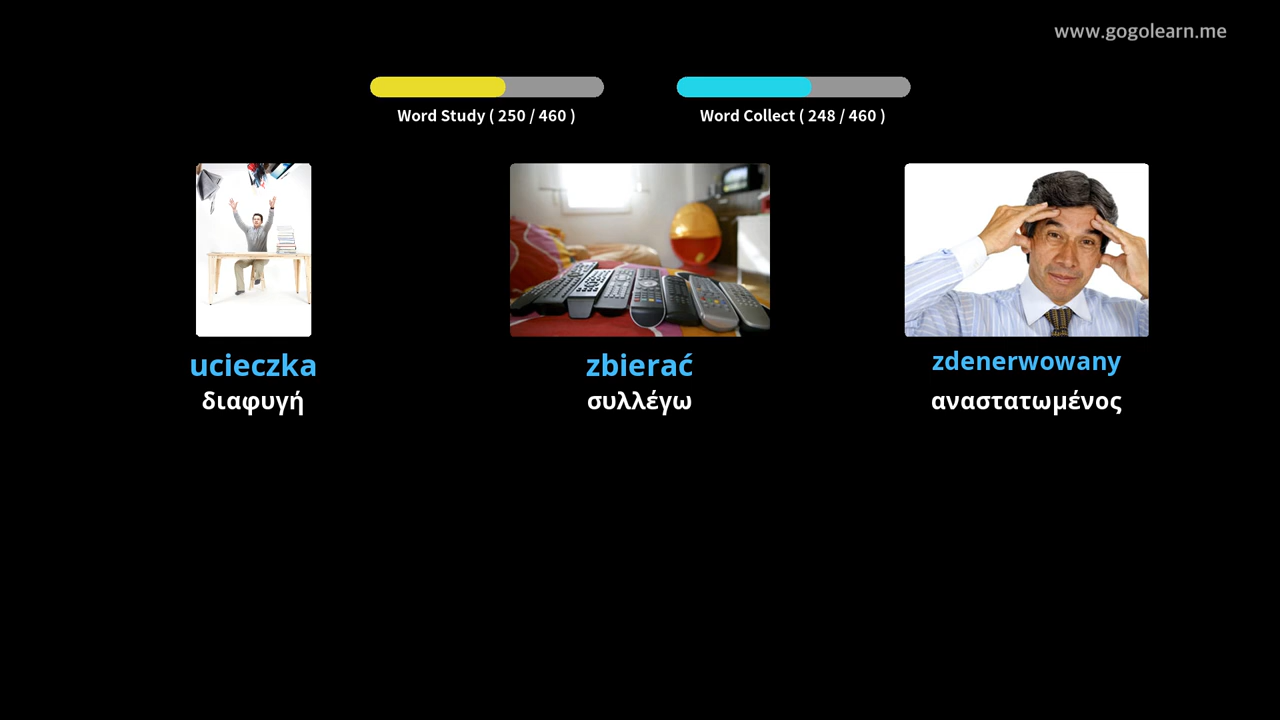 www.gogolearn.me
Word Study ( 250 / 460 )
Word Collect ( 248 / 460 )
ucieczka
διαφυγή
zbierać
συλλέγω
zdenerwowany
αναστατωμένος